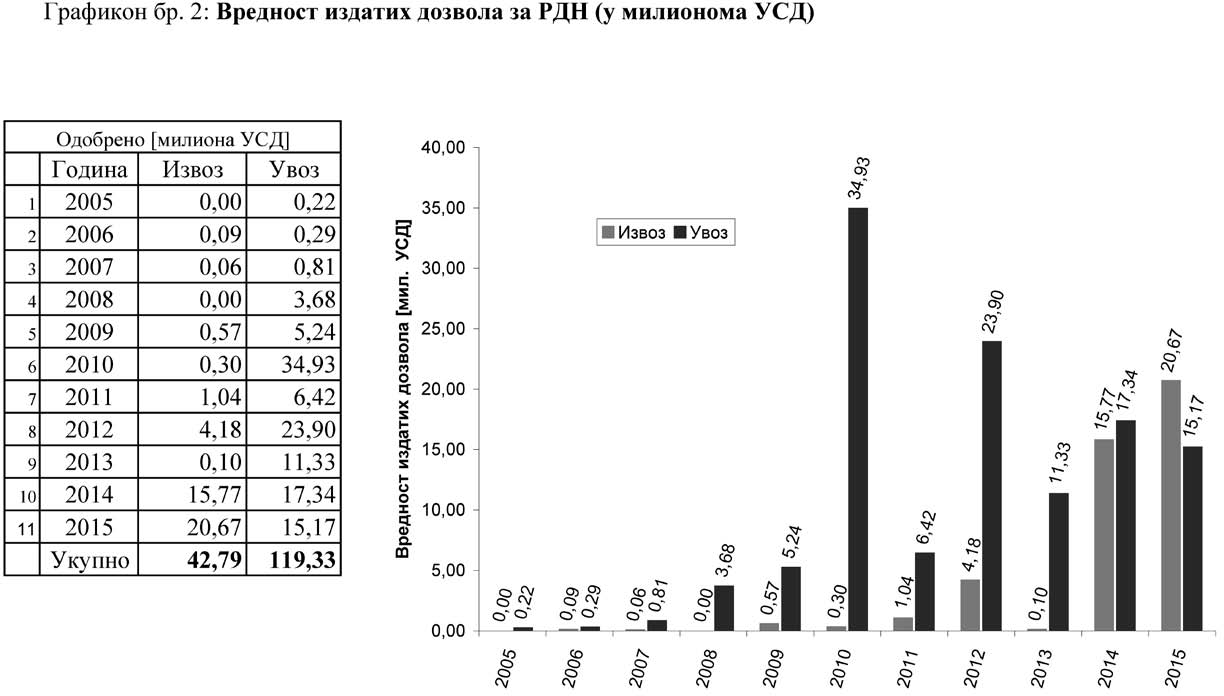 Графикон бр. 2: Вредност издатих дозвола за РДН (у милионома УСД)
Одобрено [милиона УСД]
Година Извоз Увоз
1 2005 0,00 0,22
2 2006 0,09 0,29
3 2007 0,06 0,81
4 2008 0,00 3,68
5 2009 0,57 5,24
6 2010 0,30 34,93
7 2011 1,04 6,42
8 2012 4,18 23,90
9 2013 0,10 11,33
10 2014 15,77 17,34
11 2015 20,67 15,17
Укупно 42,79 119,33
Вредност издатих дозвола [мил. УСД]
40,00
35,00
30,00
25,00
20,00
15,00
10,00
5,00
0,00
Извоз Увоз
0,00 0,22
0,09 0,29
0,06 0,81
0,00 3,68
0,57 5,24
0,30 34,93
1,04 6,42
4,18 23,90
0,10 11,33
15,77 17,34
20,67 15,17
2005 2006 2007 2008 2009 2010 2011 2012 2013 2014 2015